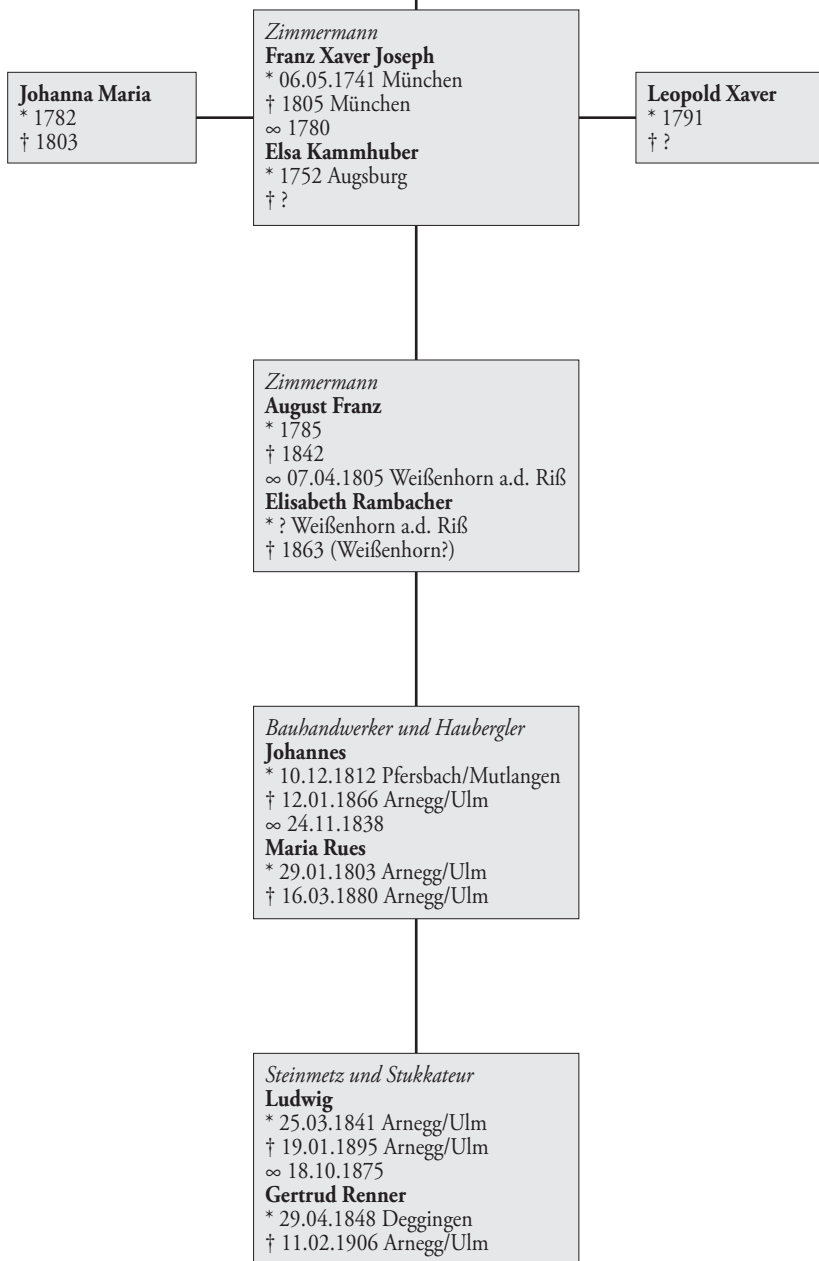 Zimmermann
Franz Xaver Joseph
* 06.05.1741 München
† 1805 München
∞ 1780
Elsa Kammhuber
* 1752 Augsburg
† ?
Johanna Maria
* 1782
† 1803
Leopold Xaver
* 1791
† ?
Zimmermann
August Franz
* 1785
† 1842
∞ 07.04.1805 Weißenhorn a.d. Riß
Elisabeth Rambacher
* ? Weißenhorn a.d. Riß
† 1863 (Weißenhorn?)
Bauhandwerker und Haubergler
Johannes
* 10.12.1812 Pfersbach/Mutlangen
† 12.01.1866 Arnegg/Ulm
∞ 24.11.1838
Maria Rues
* 29.01.1803 Arnegg/Ulm
† 16.03.1880 Arnegg/Ulm
Steinmetz und Stukkateur
Ludwig
* 25.03.1841 Arnegg/Ulm
† 19.01.1895 Arnegg/Ulm
∞ 18.10.1875
Gertrud Renner
* 29.04.1848 Deggingen
† 11.02.1906 Arnegg/Ulm